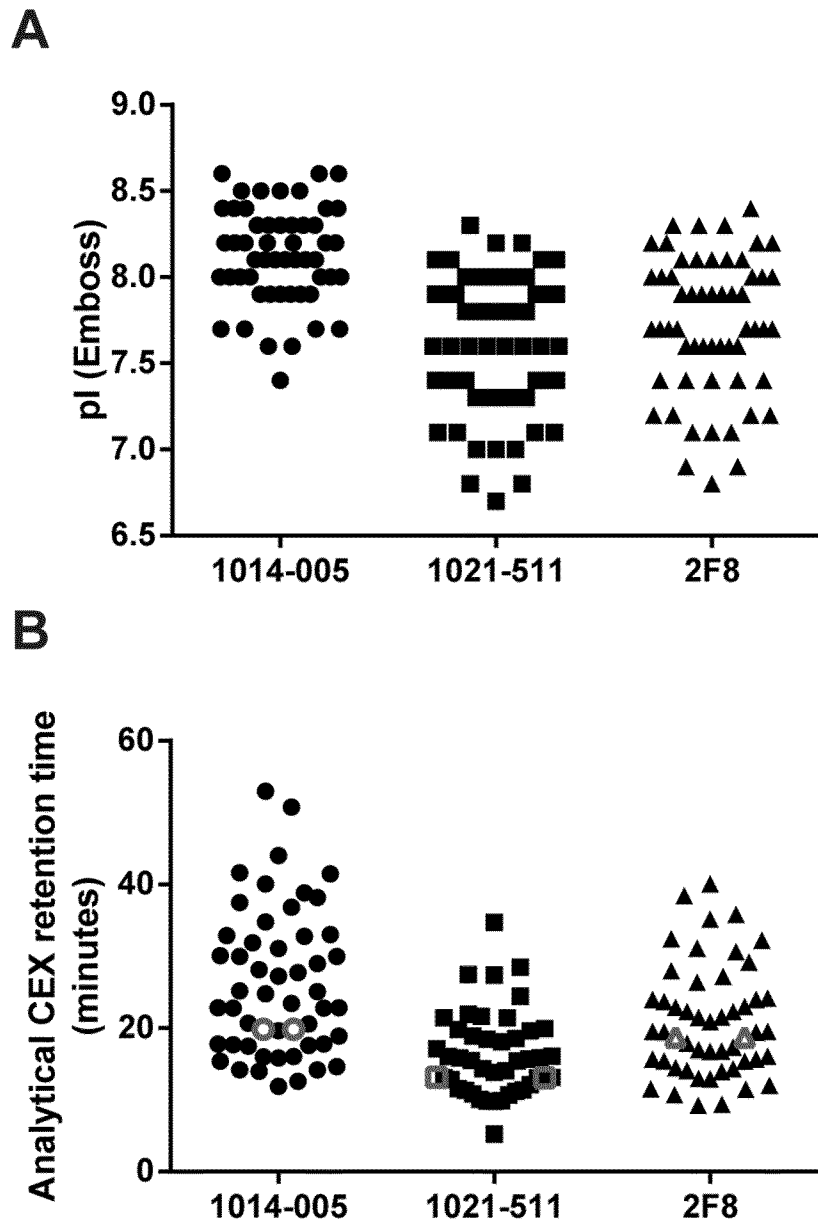 A
pI (Emboss)
9.0
8.5
8.0
7.5
7.0
6.5
1014-005 1021-511 2F8
B
Analytical CEX retention time
(minutes)
60
40
20
0
1014-005 1021-511 2F8